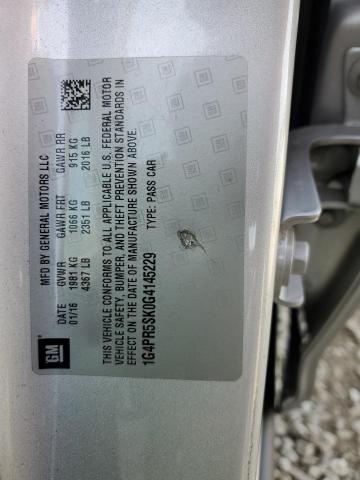 GM
MFD BY GENERAL MOTORS LLC
DATE GVWR GAWR FRT GAWR RR
01/16 1981 KG 1066 KG 915 KG
4367 LB 2351 LB 2016 LB
THIS VEHICLE CONFORMS TO ALL APPLICABLE U.S. FEDERAL MOTOR
VEHICLE SAFETY, BUMPER, AND THEFT PREVENTION STANDARDS IN
EFFECT ON THE DATE OF MANUFACTURE SHOWN ABOVE.
1G4PR5SK0G4145229 TYPE: PASS CAR